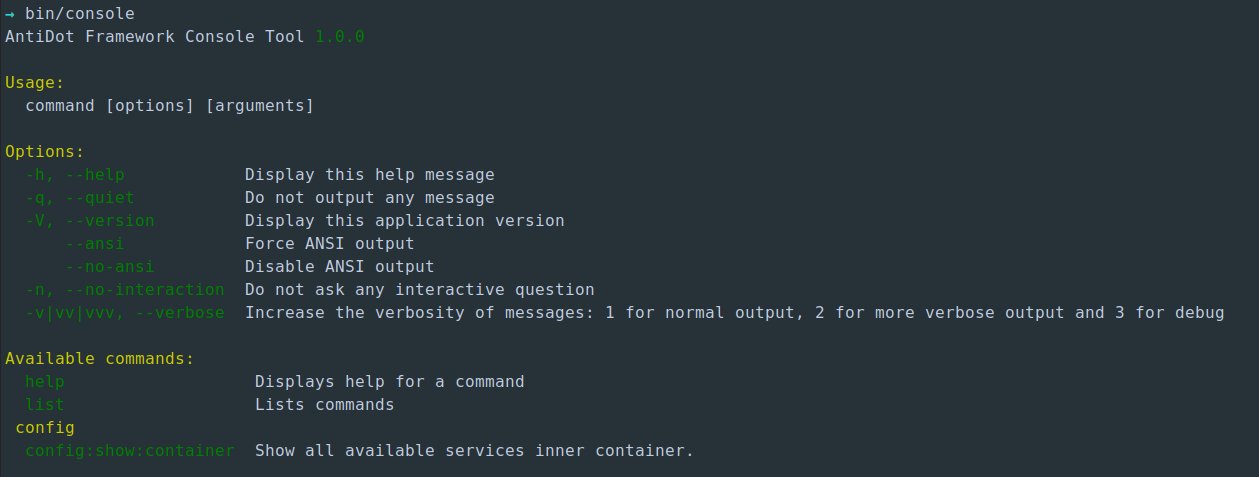 → bin/console
AntiDot Framework Console Tool 1.0.0
Usage:
command [options] [arguments]
Options:
-h, --help Display this help message
-q, --quiet Do not output any message
-V, --version Display this application version
--ansi Force ANSI output
--no-ansi Disable ANSI output
-n, --no-interaction Do not ask any interactive question
-v|vv|vvv, --verbose Increase the verbosity of messages: 1 for normal output, 2 for more verbose output and 3 for debug
Available commands:
help Displays help for a command
list Lists commands
config
config:show:container Show all available services inner container.